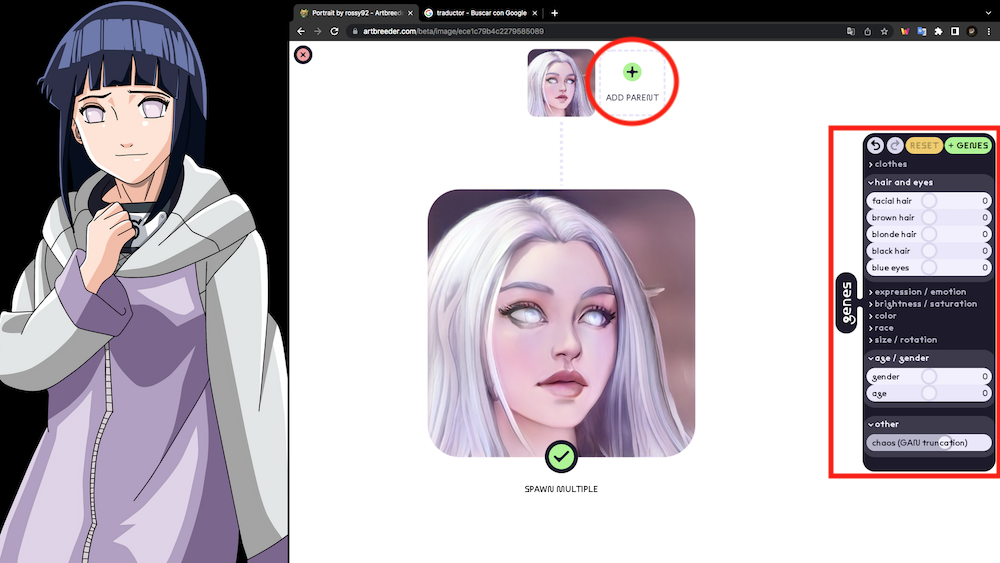 Portrait by rossy92 - Artbreeder
traductor - Buscar con Google
artbreeder.com/beta/image/ece1c79b4c2279585089
ADD PARENT
RESET
+ GENES
clothes
hair and eyes
facial hair 0
brown hair 0
blonde hair 0
black hair 0
blue eyes 0
genes
expression / emotion
brightness / saturation
color
race
size / rotation
age / gender
gender 0
age 0
other
chaos (GAN truncation)
SPAWN MULTIPLE